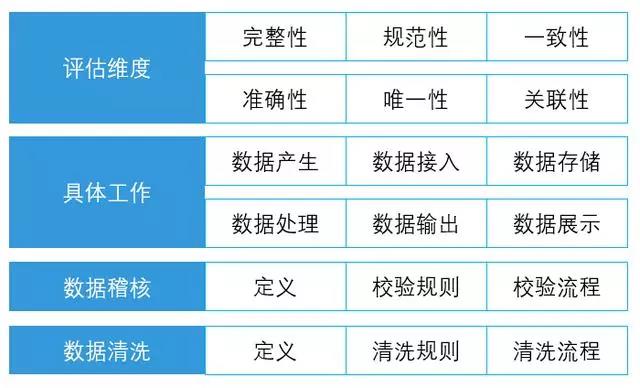 评估维度
完整性 规范性 一致性
准确性 唯一性 关联性
具体工作
数据产生 数据接入 数据存储
数据处理 数据输出 数据展示
数据稽核 定义 校验规则 校验流程
数据清洗 定义 清洗规则 清洗流程